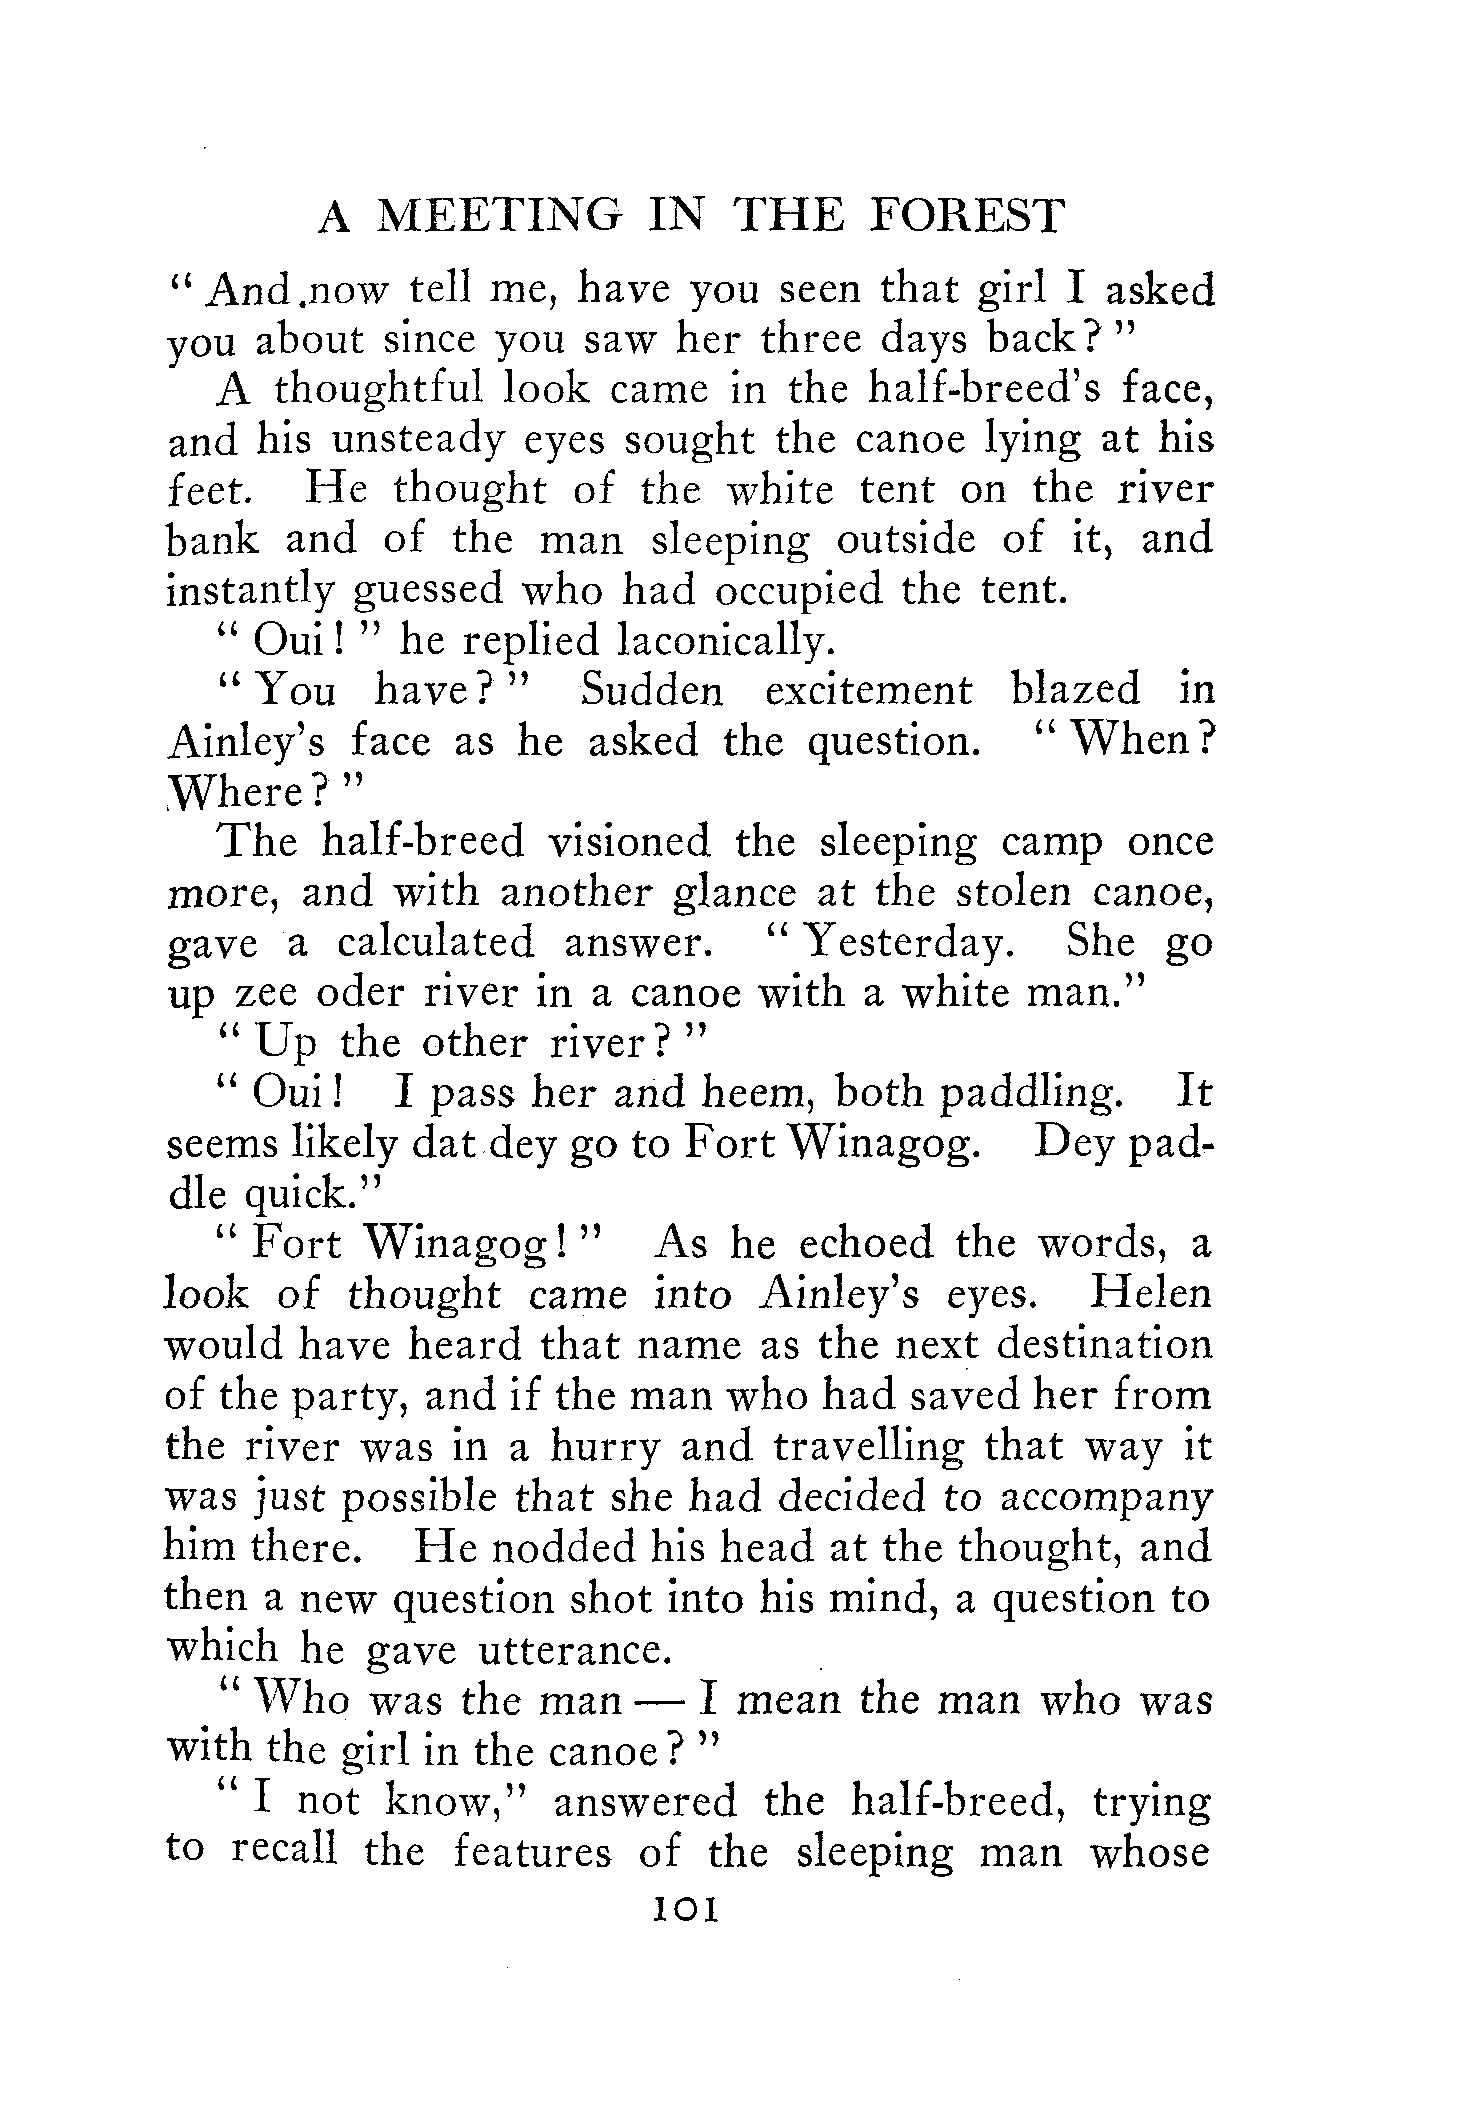 A MEETING IN THE FOREST
" And now tell me, have you seen that girl I asked
you about since you saw her three days back? "
A thoughtful look came in the half-breed's face,
and his unsteady eyes sought the canoe lying at his
feet. He thought of the white tent on the river
bank and of the man sleeping outside of it, and
instantly guessed who had occupied the tent.
" Oui! " he replied laconically.
" You have? " Sudden excitement blazed in
Ainley's face as he asked the question. " When?
Where? "
The half-breed visioned the sleeping camp once
more, and with another glance at the stolen canoe,
gave a calculated answer. " Yesterday. She go
up zee oder river in a canoe with a white man."
" Up the other river? "
" Oui! I pass her and heem, both paddling. It
seems likely dat dey go to Fort Winagog. Dey pad-
dle quick."
" Fort Winagog! " As he echoed the words, a
look of thought came into Ainley's eyes. Helen
would have heard that name as the next destination
of the party, and if the man who had saved her from
the river was in a hurry and travelling that way it
was just possible that she had decided to accompany
him there. He nodded his head at the thought, and
then a new question shot into his mind, a question to
which he gave utterance.
" Who was the man — I mean the man who was
with the girl in the canoe? "
" I not know," answered the half-breed, trying
to recall the features of the sleeping man whose
101